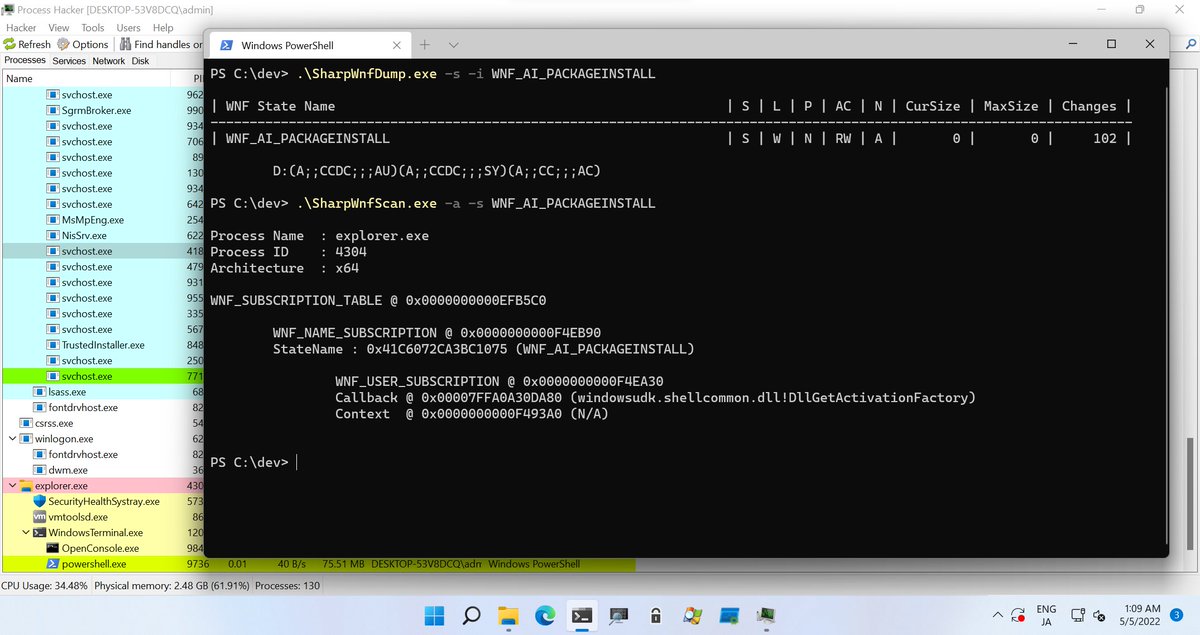 Process Hacker [DESKTOP-53V8DCQ\admin]
Hacker View Tools Users Help
Refresh Options Find handles or
Processes Services Network Disk
Name PI
svchost.exe 962
SgrmBroker.exe 990
svchost.exe 934
svchost.exe 706
svchost.exe 89
svchost.exe 130
svchost.exe 934
svchost.exe 642
MsMpEng.exe 254
NisSrv.exe 622
svchost.exe 418
svchost.exe 479
svchost.exe 931
svchost.exe 955
svchost.exe 335
svchost.exe 567
TrustedInstaller.exe 848
svchost.exe 250
svchost.exe 771
lsass.exe 68
fontdrvhost.exe 82
csrss.exe 54
winlogon.exe 62
fontdrvhost.exe 82
dwm.exe 36
explorer.exe 430
SecurityHealthSystray.exe 573
vmtoolsd.exe 86
WindowsTerminal.exe 120
OpenConsole.exe 984
powershell.exe 9736 0.01 40 B/s 75.51 MB DESKTOP-53V8DCQ\adm Windows PowerShell
CPU Usage: 34.48% Physical memory: 2.48 GB (61.91%) Processes: 130
Windows PowerShell
PS C:\dev> .\SharpWnfDump.exe -s -i WNF_AI_PACKAGEINSTALL
| WNF State Name | S | L | P | AC | N | CurSize | MaxSize | Changes |
| WNF_AI_PACKAGEINSTALL | S | W | N | RW | A | 0 | 0 | 102 |
D:(A;;CCDC;;;AU)(A;;CCDC;;;SY)(A;;CC;;;AC)
PS C:\dev> .\SharpWnfScan.exe -a -s WNF_AI_PACKAGEINSTALL
Process Name : explorer.exe
Process ID : 4304
Architecture : x64
WNF_SUBSCRIPTION_TABLE @ 0x0000000000EFB5C0
WNF_NAME_SUBSCRIPTION @ 0x0000000000F4EB90
StateName : 0x41C6072CA3BC1075 (WNF_AI_PACKAGEINSTALL)
WNF_USER_SUBSCRIPTION @ 0x0000000000F4EA30
Callback @ 0x00007FFA0A30DA80 (windowsudk.shellcommon.dll!DllGetActivationFactory)
Context @ 0x0000000000F493A0 (N/A)
PS C:\dev>
ENG
JA
1:09 AM
5/5/2022
3